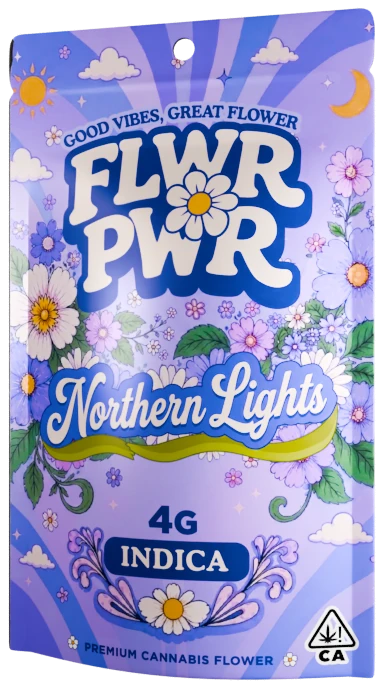 GOOD VIBES, GREAT FLOWER
FLWR
PWR
Northern Lights
4G
INDICA
PREMIUM CANNABIS FLOWER
!
CA